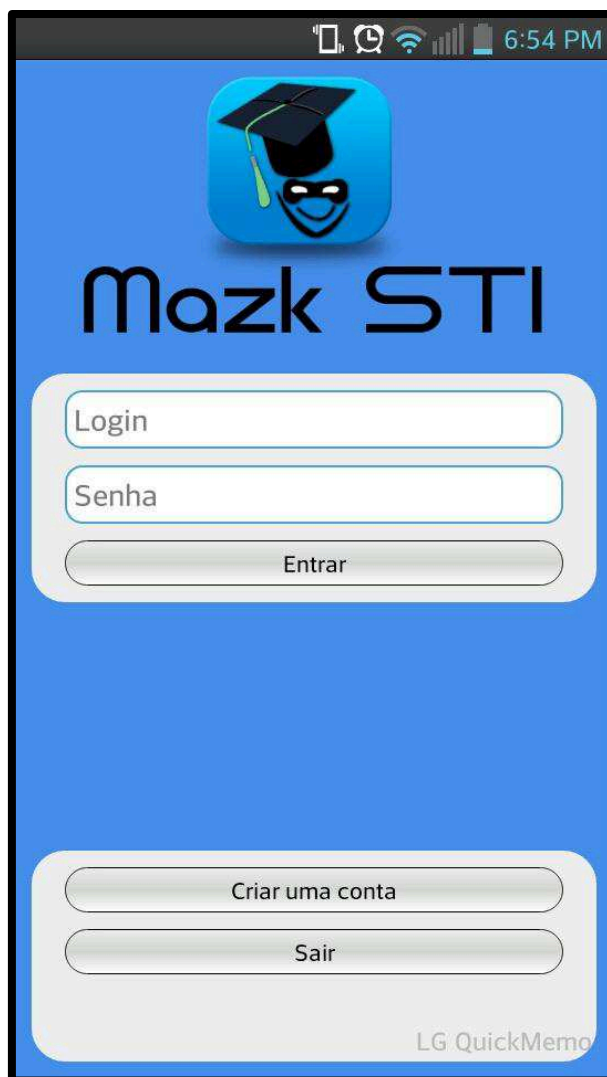 6:54 PM
Mazk STI
Login
Senha
Entrar
Criar uma conta
Sair
LG QuickMemo